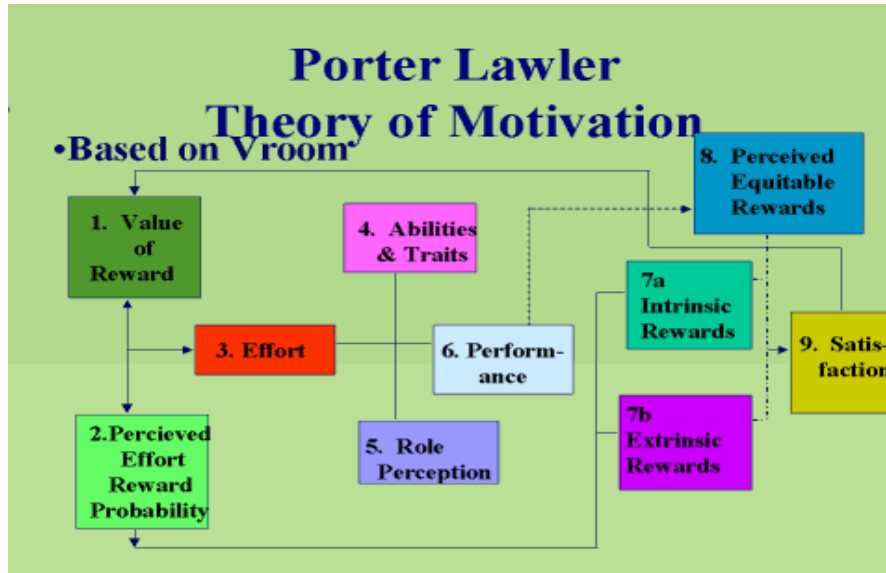 Porter Lawler
Theory of Motivation
•Based on Vroom
8. Perceived
Equitable
Rewards
1. Value
of
Reward
4. Abilities
& Traits
7a
Intrinsic
Rewards
3. Effort
6. Perform-
ance
9. Satis-
faction
2.Percieved
Effort
Reward
Probability
5. Role
Perception
7b
Extrinsic
Rewards